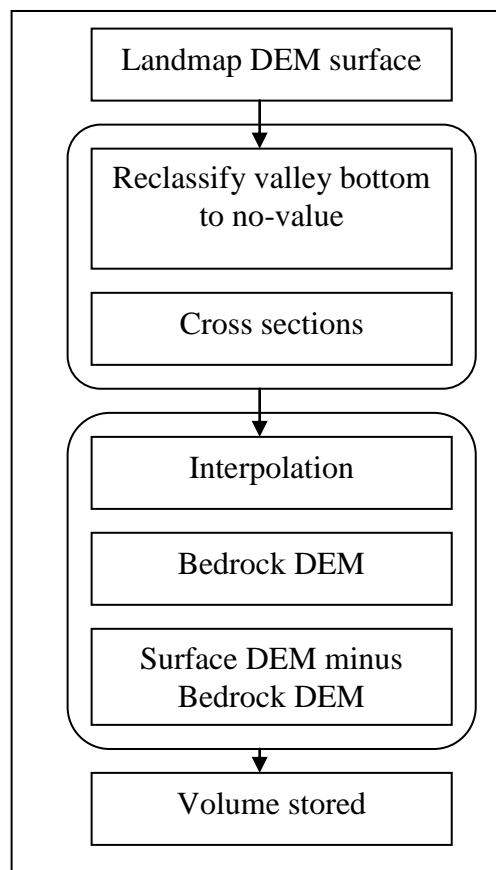 Landmap DEM surface
Reclassify valley bottom
to no-value
Cross sections
Interpolation
Bedrock DEM
Surface DEM minus
Bedrock DEM
Volume stored